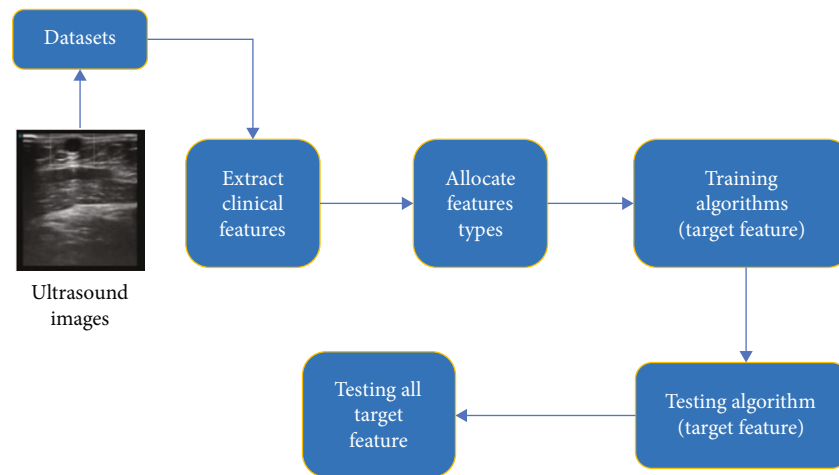 Datasets
Ultrasound
images
Extract
clinical
features
Allocate
features
types
Training
algorithms
(target feature)
Testing algorithm
(target feature)
Testing all
target
feature